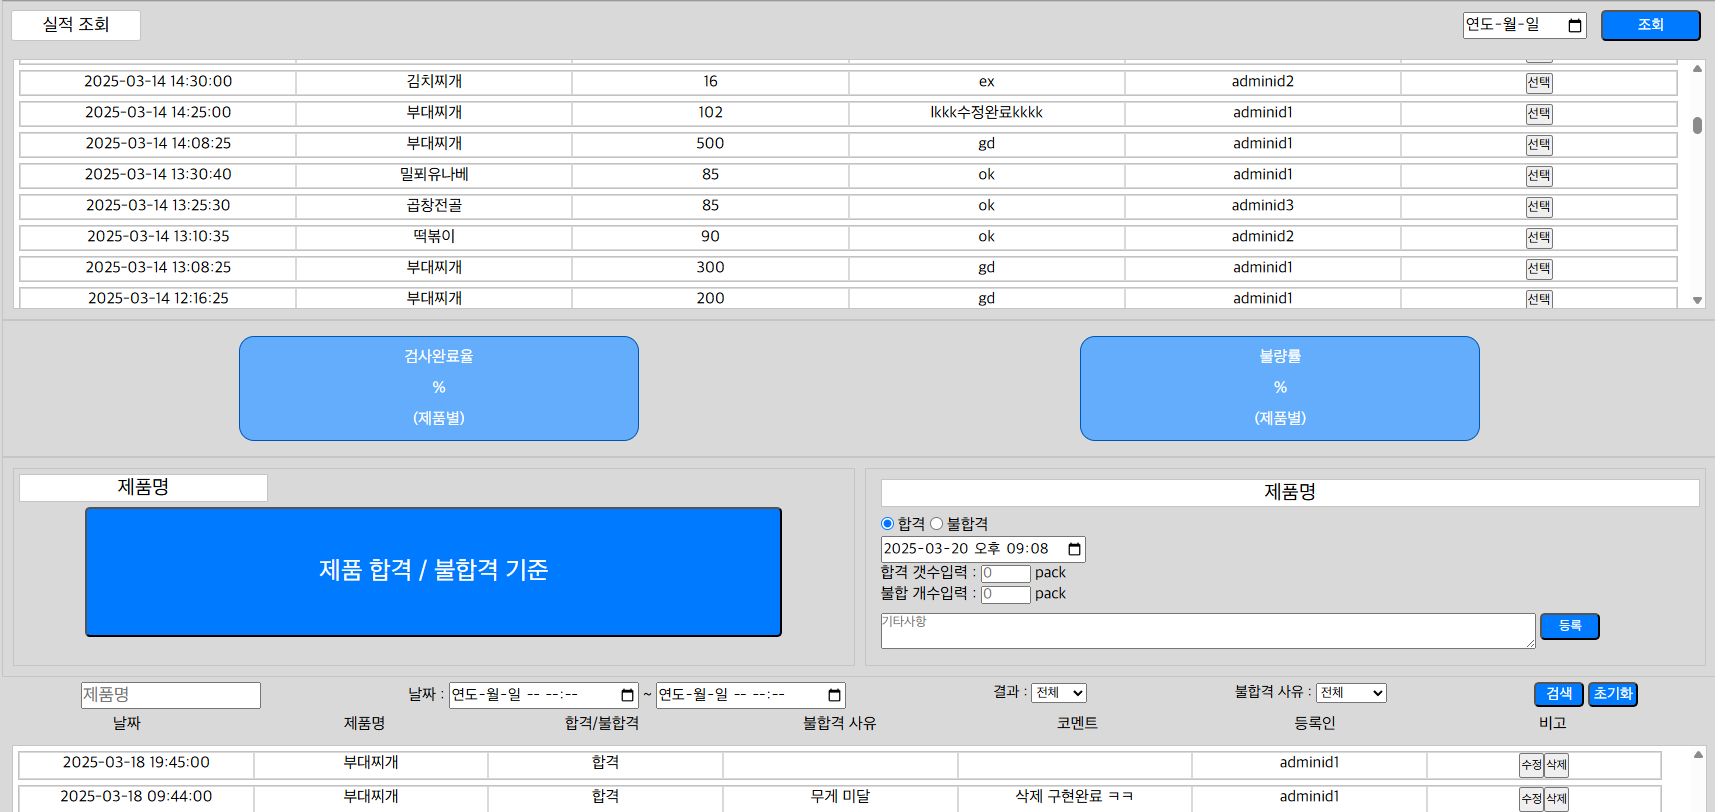 실적 조회 연도-월-일 조회
2025-03-14 14:30:00 김치찌개 16 ex adminid2 선택
2025-03-14 14:25:00 부대찌개 102 lkkk수정완료kkkk adminid1 선택
2025-03-14 14:08:25 부대찌개 500 gd adminid1 선택
2025-03-14 13:30:40 밀푀유나베 85 ok adminid1 선택
2025-03-14 13:25:30 곱창전골 85 ok adminid3 선택
2025-03-14 13:10:35 떡볶이 90 ok adminid2 선택
2025-03-14 13:08:25 부대찌개 300 gd adminid1 선택
2025-03-14 12:16:25 부대찌개 200 gd adminid1 선택
검사완료율
%
(제품별)
불량률
%
(제품별)
제품명
제품 합격 / 불합격 기준
제품명
합격 불합격
2025-03-20 오후 09:08
합격 갯수입력 : 0 pack
불합 개수입력 : 0 pack
기타사항 등록
제품명 날짜 : 연도-월-일 -- --:-- ~ 연도-월-일 -- --:-- 결과 : 전체 불합격 사유 : 전체 검색 초기화
날짜 제품명 합격/불합격 불합격 사유 코멘트 등록인 비고
2025-03-18 19:45:00 부대찌개 합격 adminid1 수정 삭제
2025-03-18 09:44:00 부대찌개 합격 무게 미달 삭제 구현완료 ㅋㅋ adminid1 수정 삭제